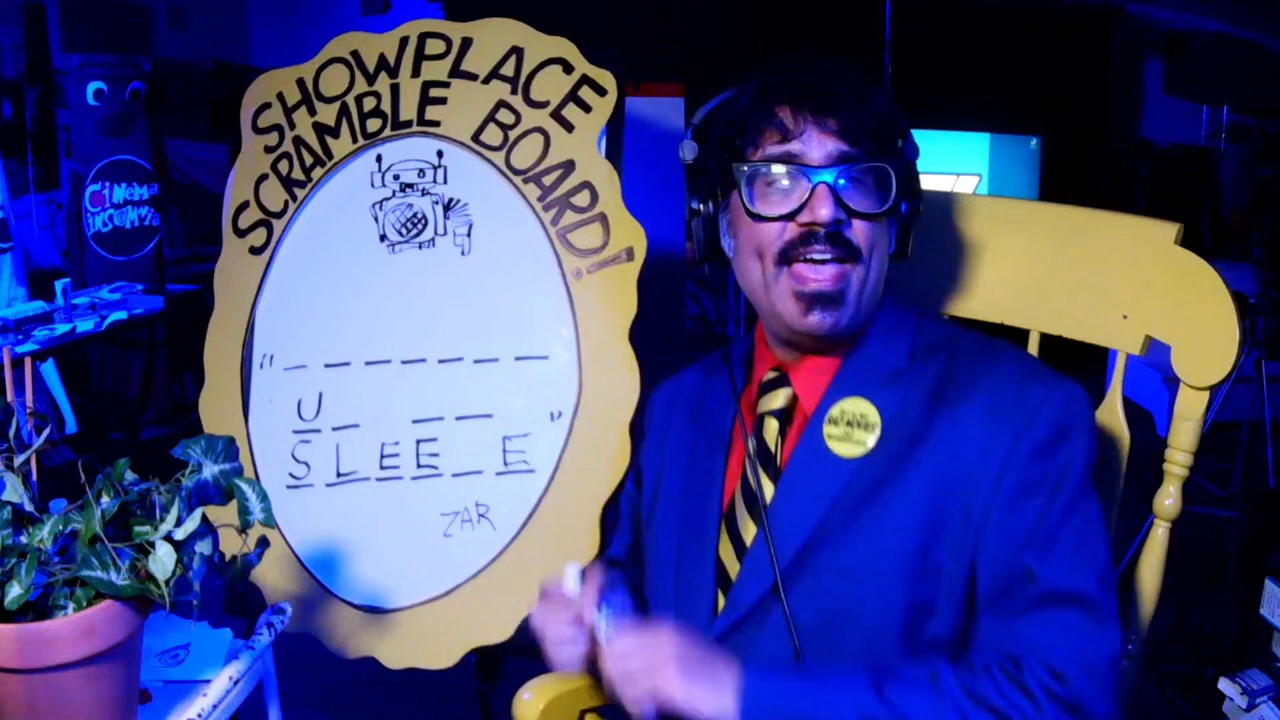 SHOWPLACE
SCRAMBLE BOARD!
CiNeMa
iNSoMNia
" _ _ _ _ _ _ _
U _ _ _ "
S L E E _ E
ZAR